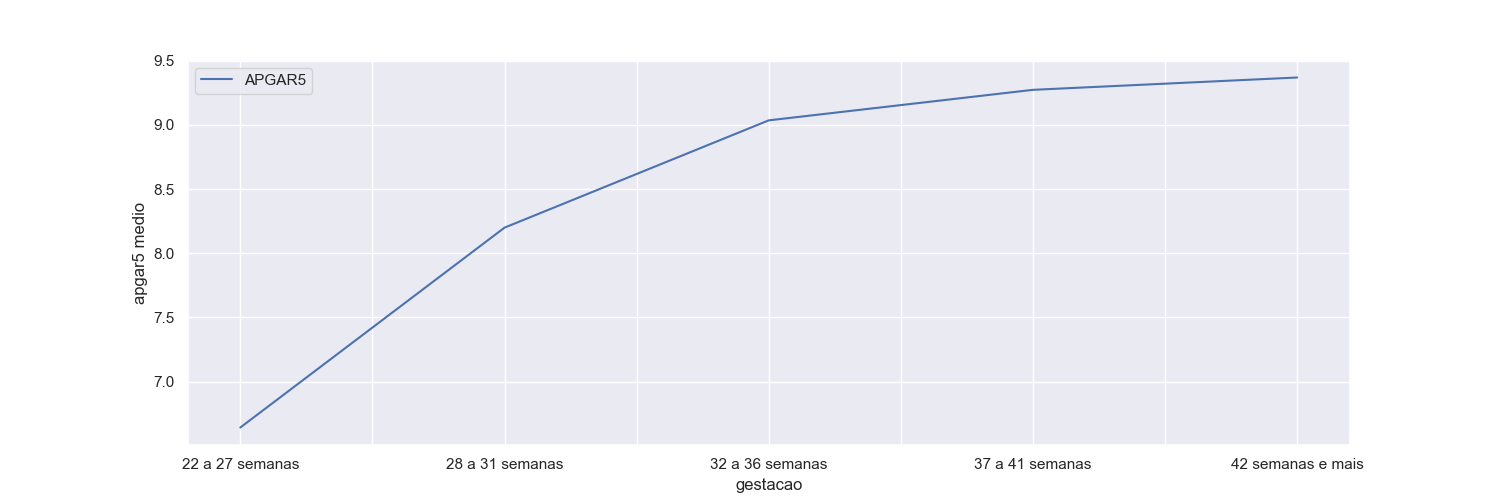 APGAR5
9.5
9.0
8.5
8.0
7.5
7.0
apgar5 medio
22 a 27 semanas
28 a 31 semanas
32 a 36 semanas
37 a 41 semanas
42 semanas e mais
gestacao